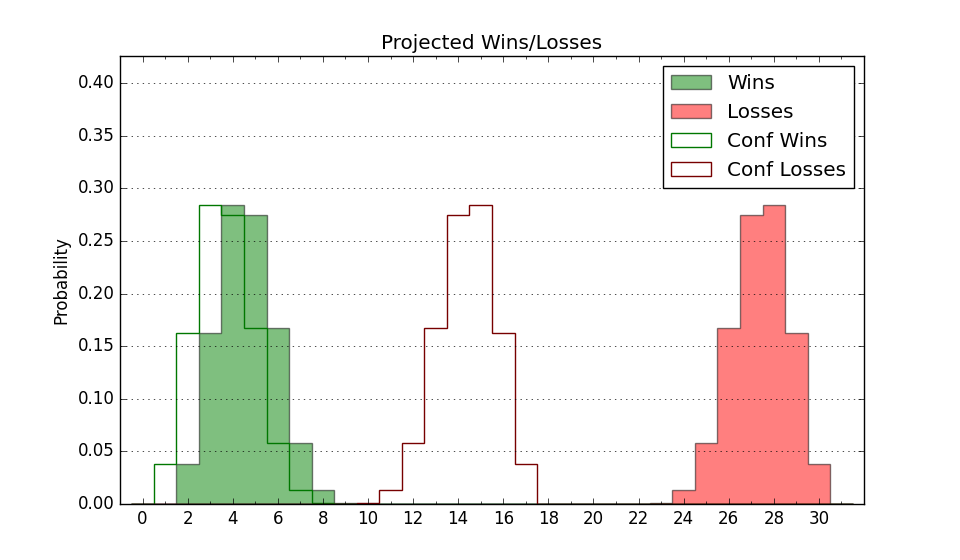 Projected Wins/Losses
Wins
Losses
Conf Wins
Conf Losses
Probability
0.40
0.35
0.30
0.25
0.20
0.15
0.10
0.05
0.00
0 2 4 6 8 10 12 14 16 18 20 22 24 26 28 30